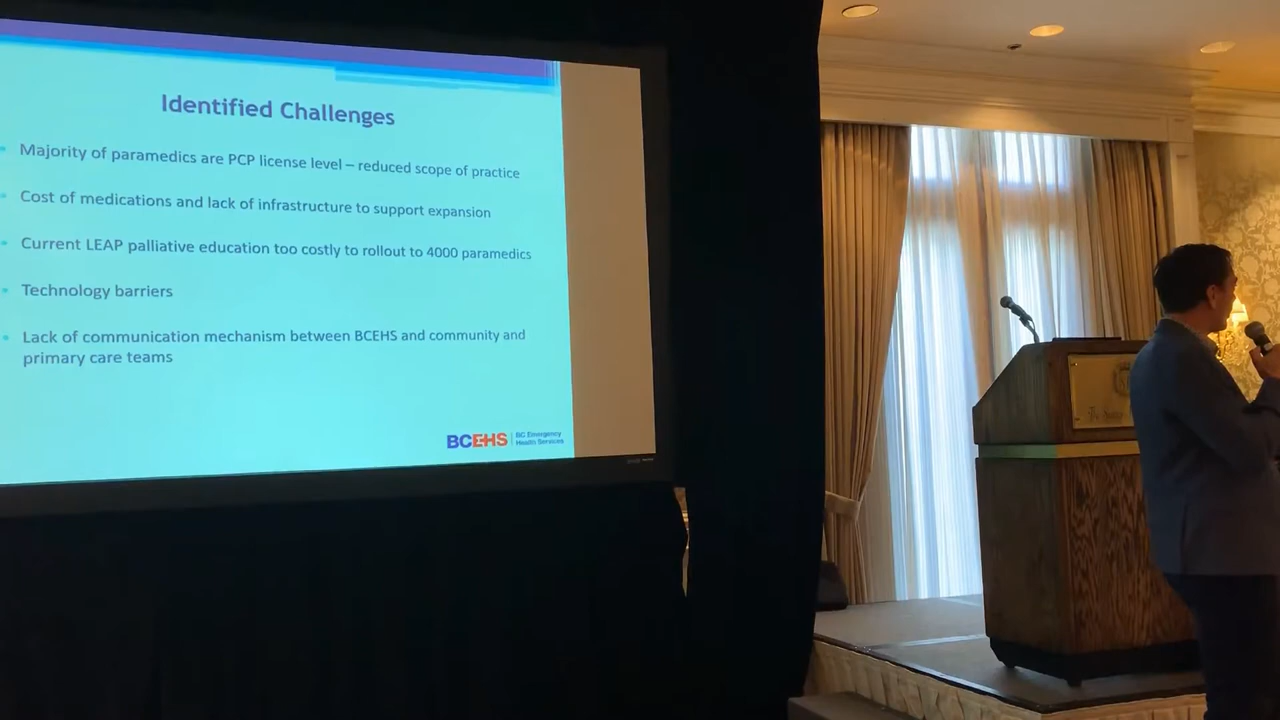 Identified Challenges
Majority of paramedics are PCP license level – reduced scope of practice
Cost of medications and lack of infrastructure to support expansion
Current LEAP palliative education too costly to rollout to 4000 paramedics
Technology barriers
Lack of communication mechanism between BCEHS and community and
primary care teams
BCEHS
BC Emergency
Health Services